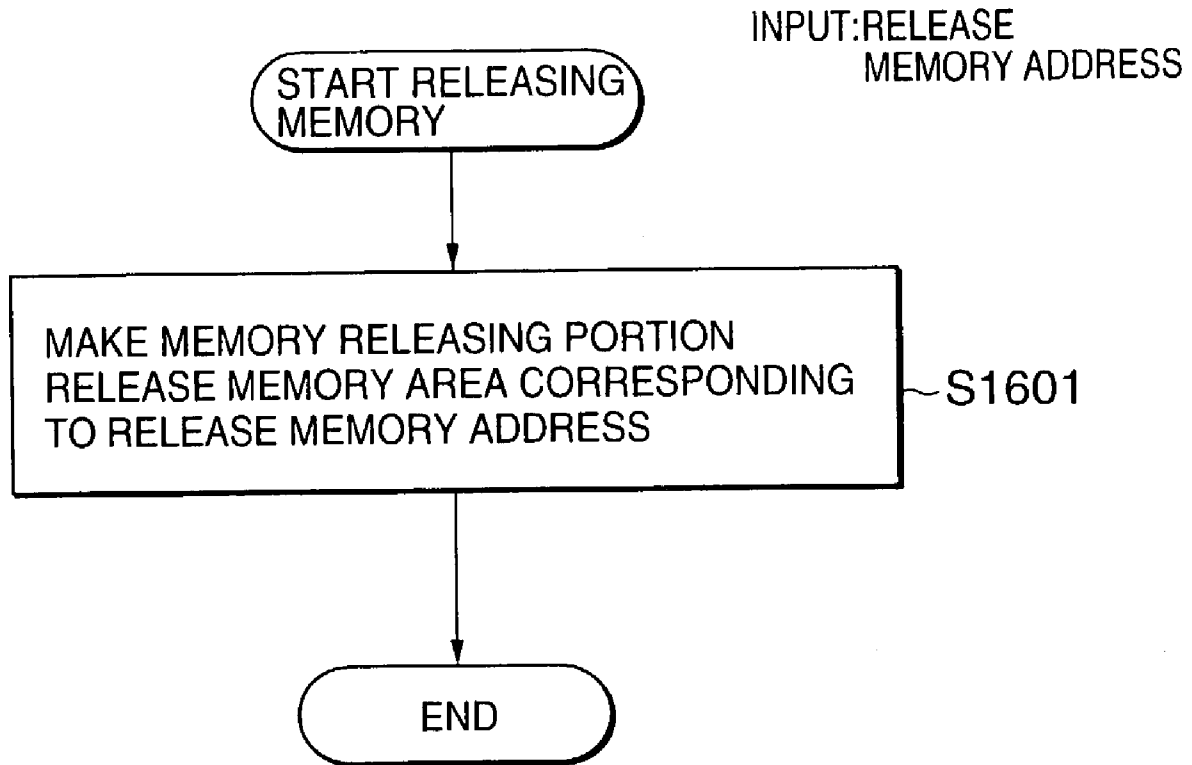 INPUT:RELEASE
MEMORY ADDRESS
START RELEASING
MEMORY
MAKE MEMORY RELEASING PORTION
RELEASE MEMORY AREA CORRESPONDING
TO RELEASE MEMORY ADDRESS
S1601
END